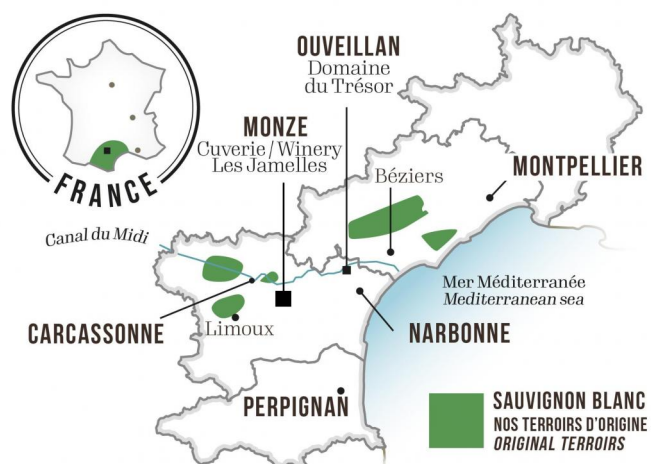 FRANCE
OUVEILLAN
Domaine
du Trésor
MONZE
Cuverie / Winery
Les Jamelles
Béziers
MONTPELLIER
Canal du Midi
Mer Méditerranée
Mediterranean sea
CARCASSONNE
Limoux
NARBONNE
PERPIGNAN
SAUVIGNON BLANC
NOS TERROIRS D'ORIGINE
ORIGINAL TERROIRS